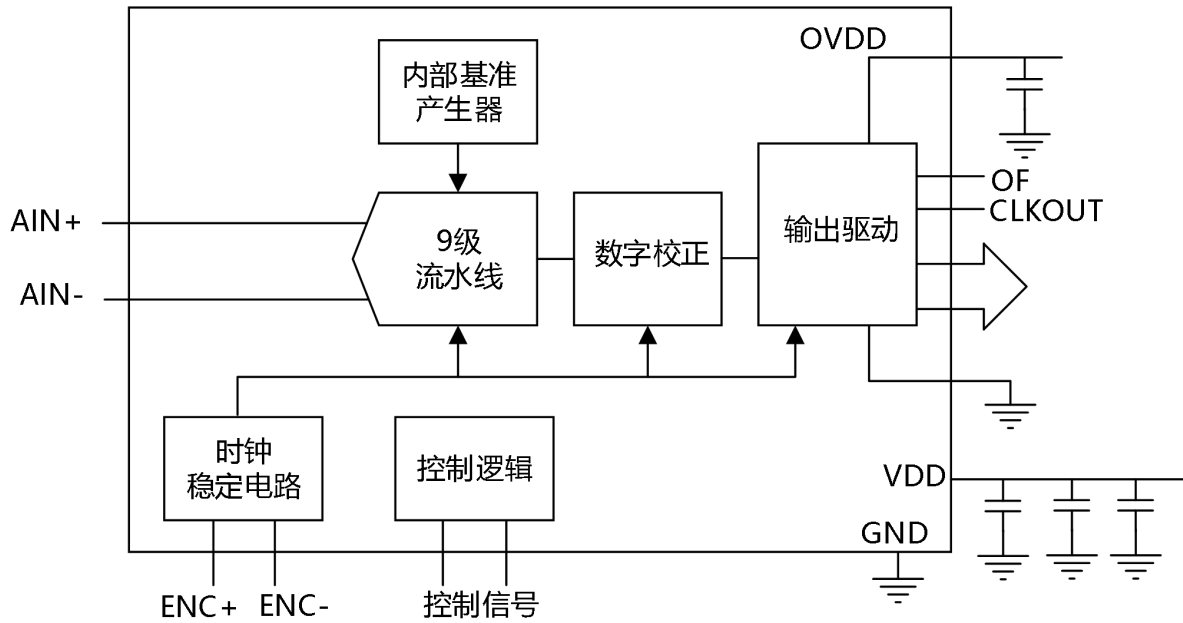 OVDD
内部基准
产生器
OF
CLKOUT
AIN+
AIN-
9级
流水线
数字校正
输出驱动
时钟
稳定电路
控制逻辑
VDD
GND
ENC+
ENC-
控制信号